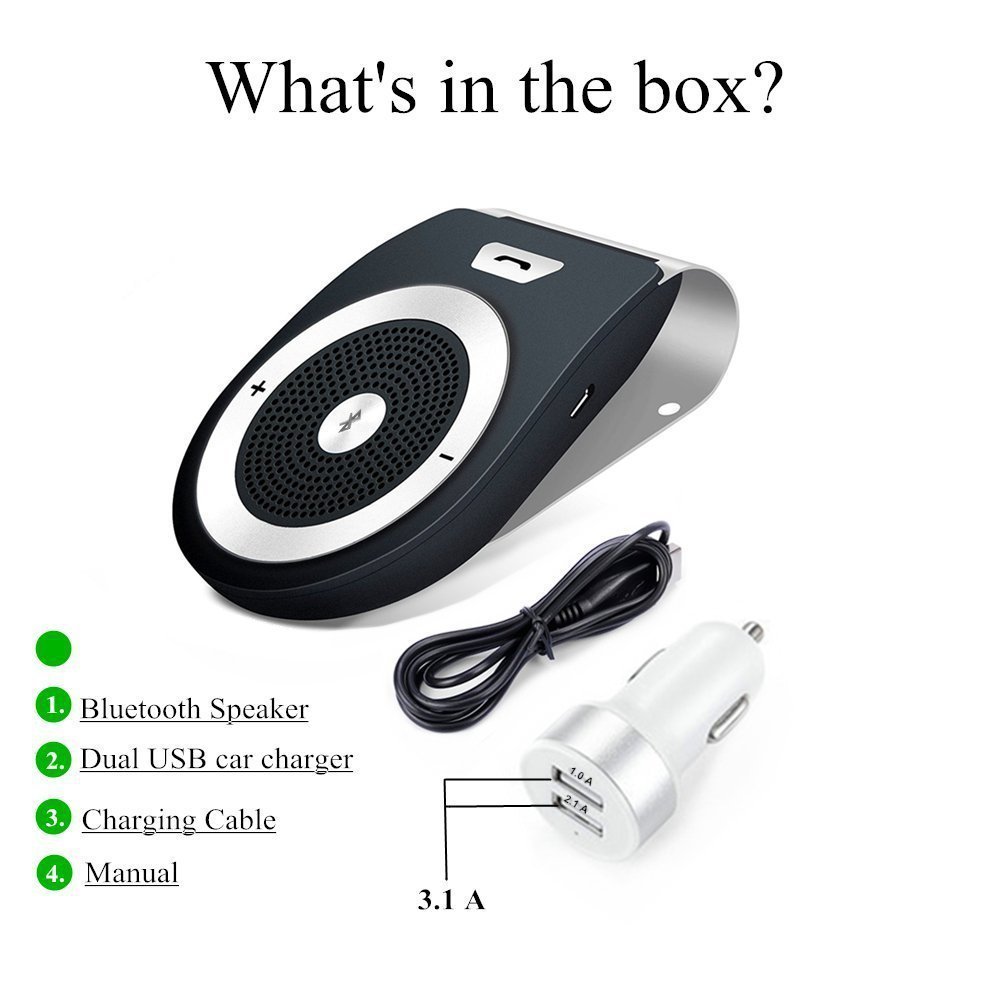 What's in the box?
+
-
1. Bluetooth Speaker
2. Dual USB car charger
3. Charging Cable
4. Manual
1.0 A
2.1 A
3.1 A